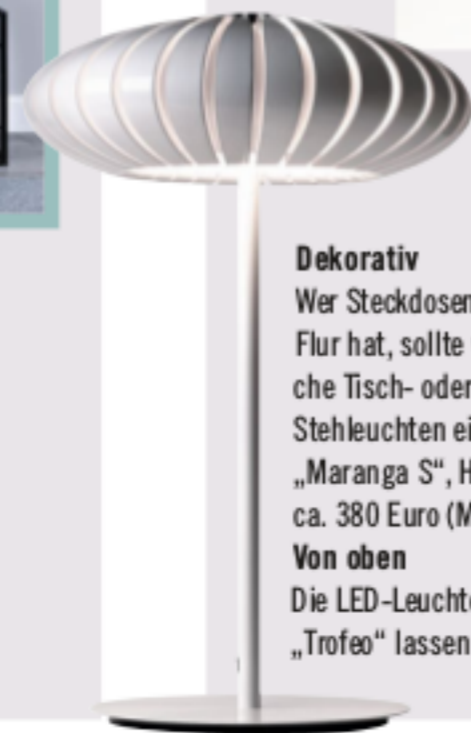 Dekorativ
Wer Steckdosen
Flur hat, sollte
che Tisch- oder
Stehleuchten ei
„Maranga S“, H
ca. 380 Euro (M
Von oben
Die LED-Leuchte
„Trofeo“ lassen